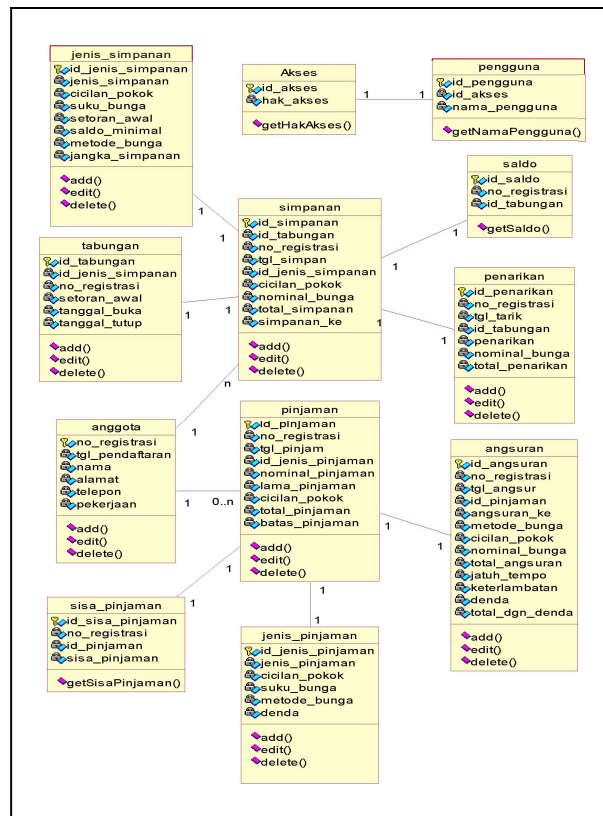 jenis_simpanan
id_jenis_simpanan
jenis_simpanan
cicilan_pokok
suku_bunga
setoran_awal
saldo_minimal
metode_bunga
jangka_simpanan
add()
edit()
delete()
Akses
id_akses
hak_akses
getHakAkses()
1
1
pengguna
id_pengguna
id_akses
nama_pengguna
getNamaPengguna()
saldo
id_saldo
no_registrasi
id_tabungan
getSaldo()
1
1
1
1
simpanan
id_simpanan
id_tabungan
no_registrasi
tgl_simpan
id_jenis_simpanan
cicilan_pokok
nominal_bunga
total_simpanan
simpanan_ke
add()
edit()
delete()
tabungan
id_tabungan
id_jenis_simpanan
no_registrasi
setoran_awal
tanggal_buka
tanggal_tutup
add()
edit()
delete()
1
1
penarikan
id_penarikan
no_registrasi
tgl_tarik
id_tabungan
penarikan
nominal_bunga
total_penarikan
add()
edit()
delete()
1
1
n
1
anggota
no_registrasi
tgl_pendaftaran
nama
alamat
telepon
pekerjaan
add()
edit()
delete()
1
0..n
pinjaman
id_pinjaman
no_registrasi
tgl_pinjam
id_jenis_pinjaman
nominal_pinjaman
lama_pinjaman
cicilan_pokok
total_pinjaman
batas_pinjaman
add()
edit()
delete()
angsuran
id_angsuran
no_registrasi
tgl_angsur
id_pinjaman
angsuran_ke
metode_bunga
cicilan_pokok
nominal_bunga
total_angsuran
jatuh_tempo
keterlambatan
denda
total_dgn_denda
add()
edit()
delete()
1
1
1
1
sisa_pinjaman
id_sisa_pinjaman
no_registrasi
id_pinjaman
sisa_pinjaman
getSisaPinjaman()
1
1
jenis_pinjaman
id_jenis_pinjaman
jenis_pinjaman
cicilan_pokok
suku_bunga
metode_bunga
denda
add()
edit()
delete()